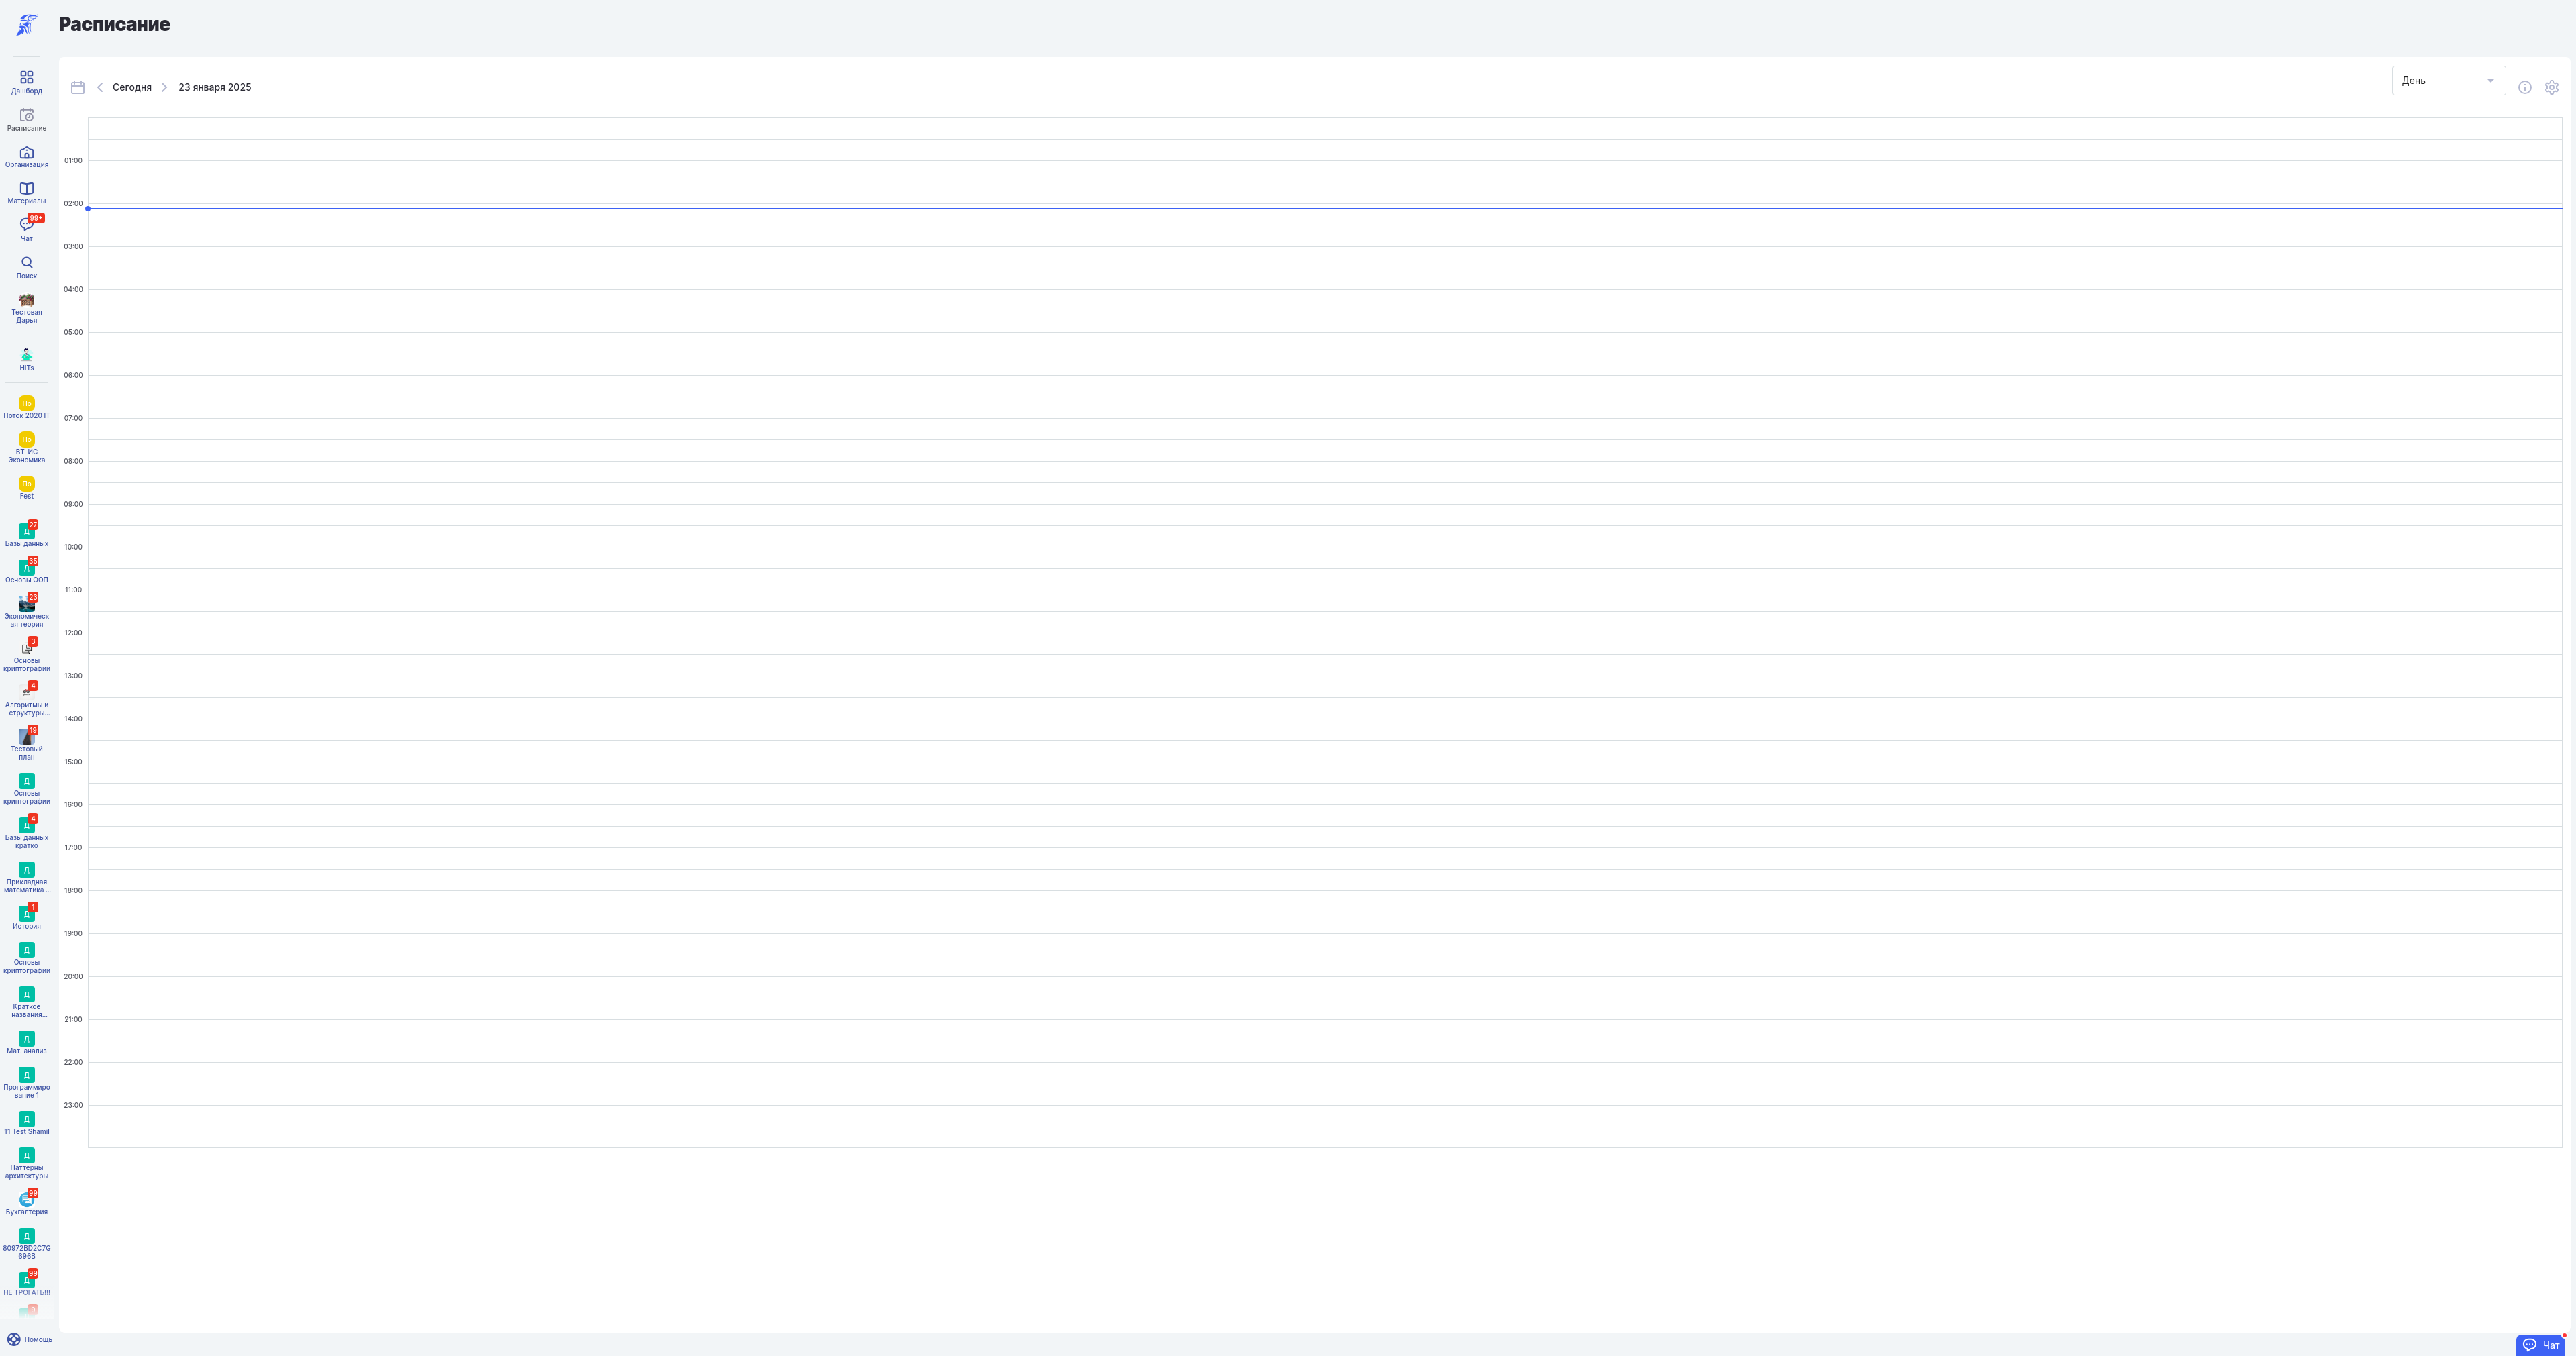 Расписание
Дашборд
Расписание
Организация
Материалы
99+
Чат
Поиск
Тестовая
Дарья
HITs
По
Поток 2020 IT
По
ВТ-ИС
Экономика
По
Fest
27
Д
Базы данных
35
Д
Основы ООП
23
Экономическ
ая теория
3
Основы
криптографии
4
Алгоритмы и
структуры...
19
Тестовый
план
Д
Основы
криптографии
4
Д
Базы данных
кратко
Д
Прикладная
математика ...
1
Д
История
Д
Основы
криптографии
Д
Краткое
названия...
Д
Мат. анализ
Д
Программиро
вание 1
Д
11 Test Shamil
Д
Паттерны
архитектуры
99
Бухгалтерия
Д
80972BD2C7G
696B
99
Д
НЕ ТРОГАТЬ!!!
Помощь
Сегодня
23 января 2025
День
01:00
02:00
03:00
04:00
05:00
06:00
07:00
08:00
09:00
10:00
11:00
12:00
13:00
14:00
15:00
16:00
17:00
18:00
19:00
20:00
21:00
22:00
23:00
Чат